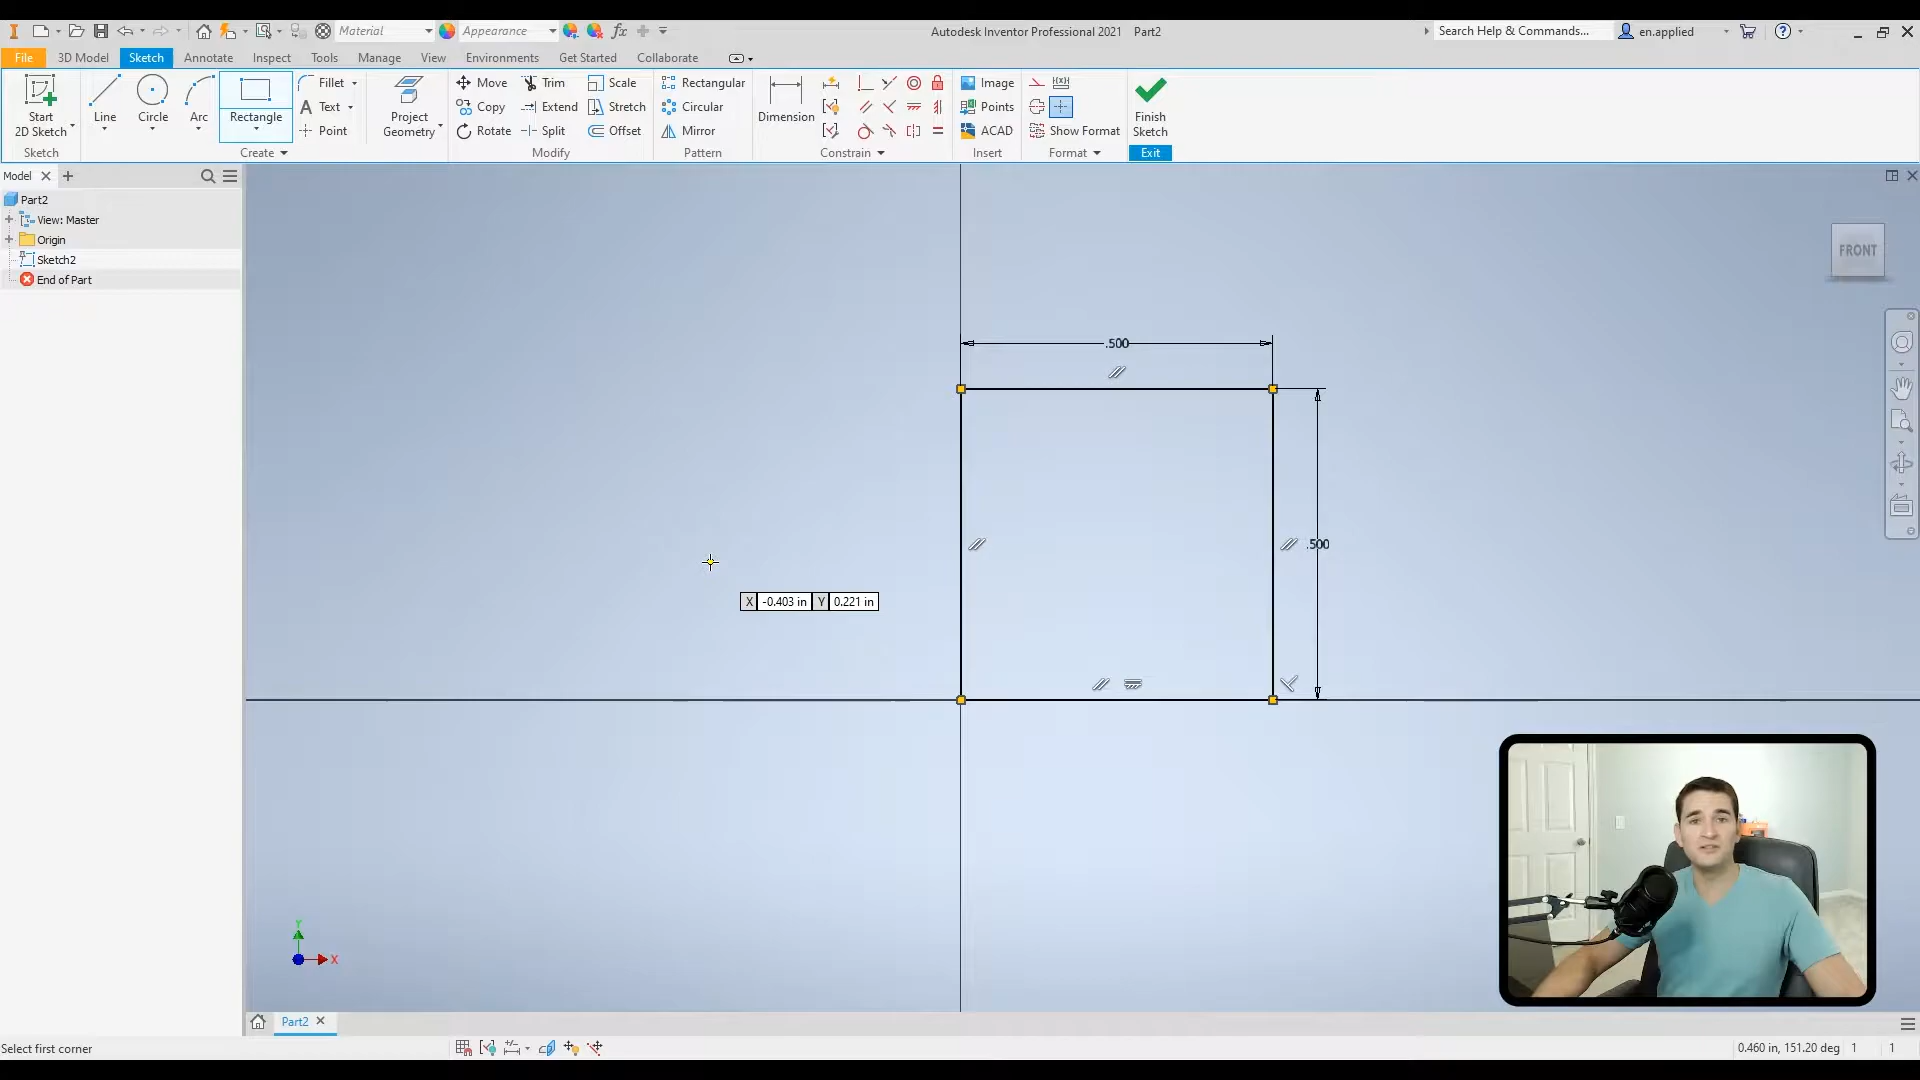 Material
Appearance
Autodesk Inventor Professional 2021 Part2
Search Help & Commands...
en.applied
File
3D Model
Sketch
Annotate
Inspect
Tools
Manage
View
Environments
Get Started
Collaborate
Start
2D Sketch
Line
Circle
Arc
Rectangle
Fillet
Text
Point
Project
Geometry
Move
Copy
Rotate
Trim
Extend
Split
Scale
Stretch
Offset
Rectangular
Circular
Mirror
Dimension
Image
Points
ACAD
Show Format
Finish
Sketch
Sketch
Create
Modify
Pattern
Constrain
Insert
Format
Exit
Model
Part2
View: Master
Origin
Sketch2
End of Part
FRONT
.500
.500
X -0.403 in Y 0.221 in
Y
X
Part2
Select first corner
0.460 in, 151.20 deg 1 1